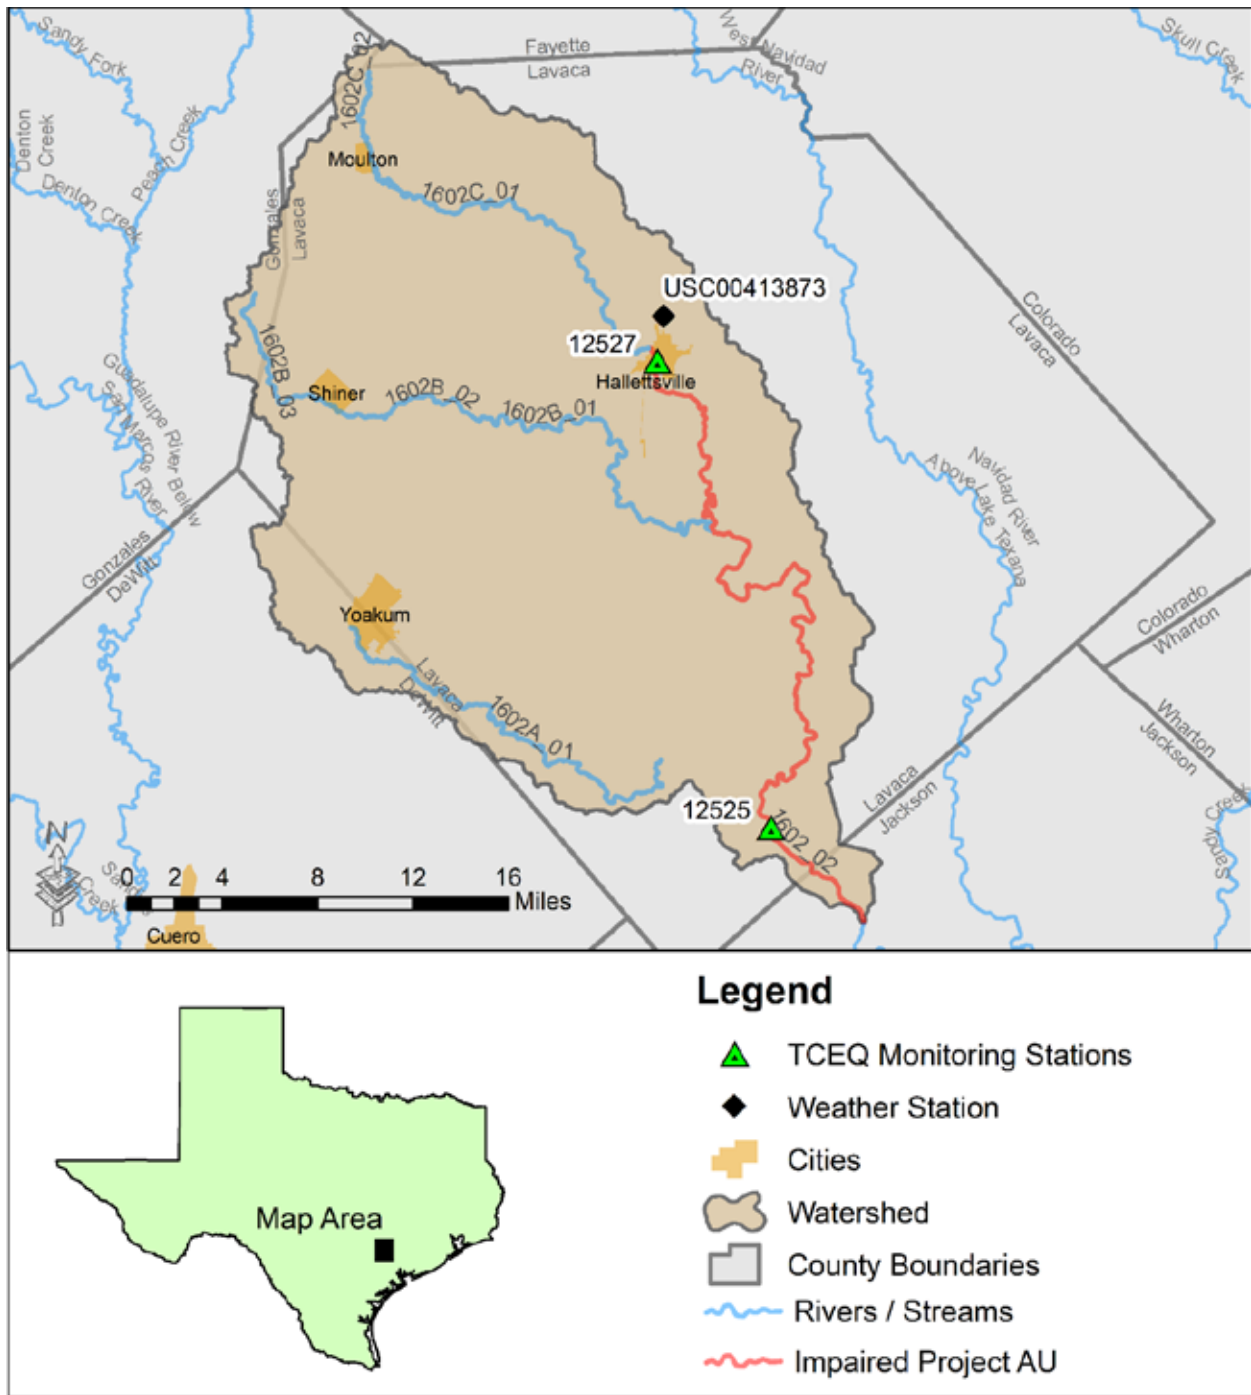 Sandy Fork
Denton
Creek
Denton Creek
Peach Creek
1602C_02
Fayette
Lavaca
West Navidad
River
Skull Creek
Moulton
1602C_01
Gonzales
Lavaca
USC00413873
Colorado
Lavaca
12527
Hallettsville
1602B_03
Shiner
1602B_02
1602B_01
Guadalupe River Below
San Marcos
River
Navidad River
Above Lake Texana
Gonzales
DeWitt
Yoakum
Lavaca
DeWitt
1602A_01
Colorado
Wharton
Wharton
Jackson
Lavaca
Jackson
12525
1602_02
Sandy Creek
N
0 2 4 8 12 16
Miles
Sandies
Creek
Cuero
Map Area
Legend
TCEQ Monitoring Stations
Weather Station
Cities
Watershed
County Boundaries
Rivers / Streams
Impaired Project AU